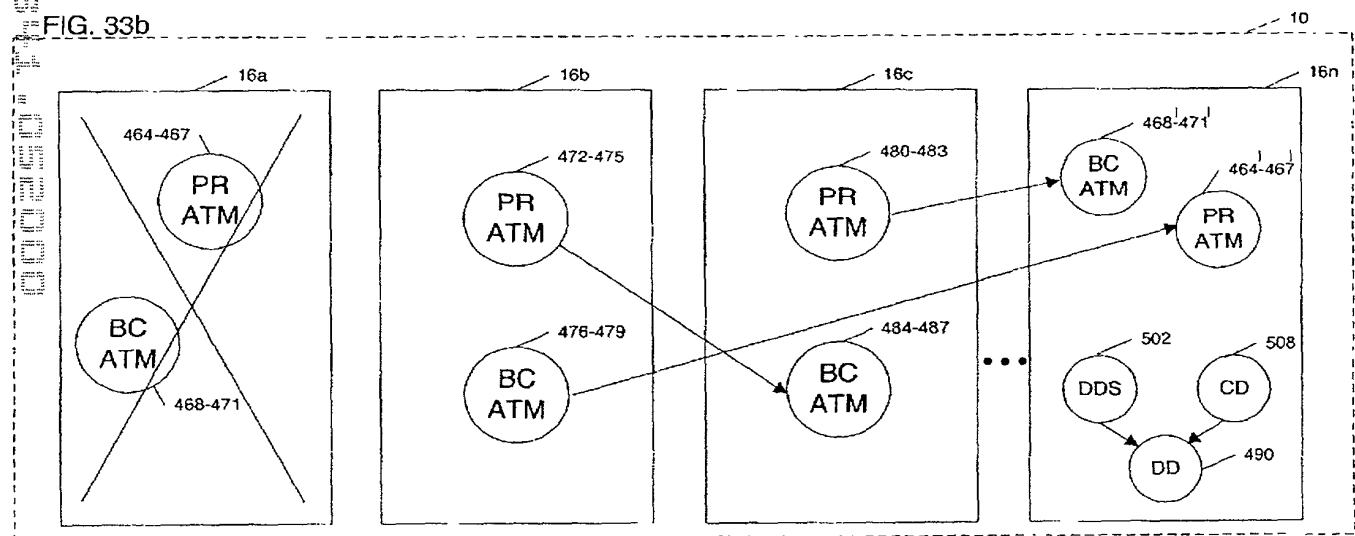 FIG. 33b
10
16a
16b
16c
16n
464-467
PR
ATM
BC
ATM
468-471
472-475
PR
ATM
476-479
BC
ATM
480-483
PR
ATM
484-487
BC
ATM
468'-471'
BC
ATM
464'-467'
PR
ATM
502
DDS
508
CD
DD
490